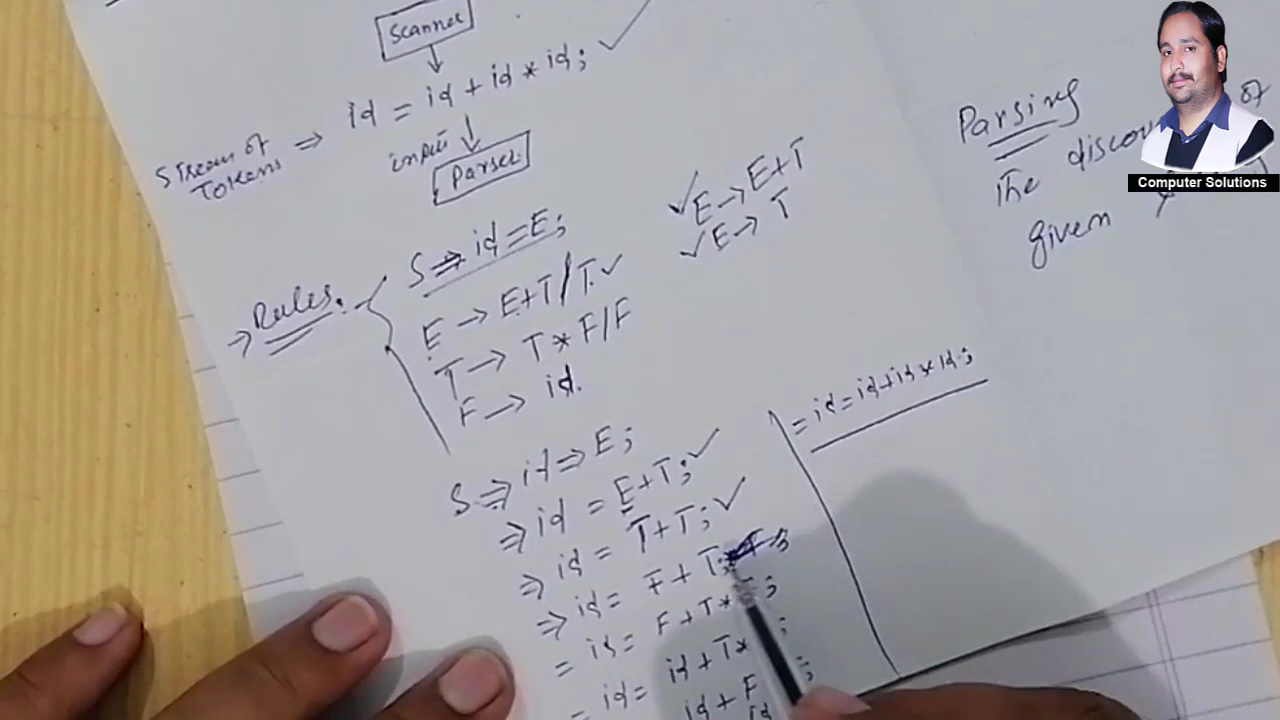 Scanner
id = id + id * id;
Stream of Tokens ⇒
input
Parser
→ Rules:
S ⇒ id = E;
E → E+T/T
T → T * F/F
F → id.
✓ E → E+T
✓ E → T
S ⇒ id ⇒ E;
⇒ id = E+T; ✓
⇒ id = T+T; ✓
⇒ id = F + T;
= id = F + T*
= id = id + T*
= id + F
id
= id = id + id * id;
Parsing
The of
given
Computer Solutions